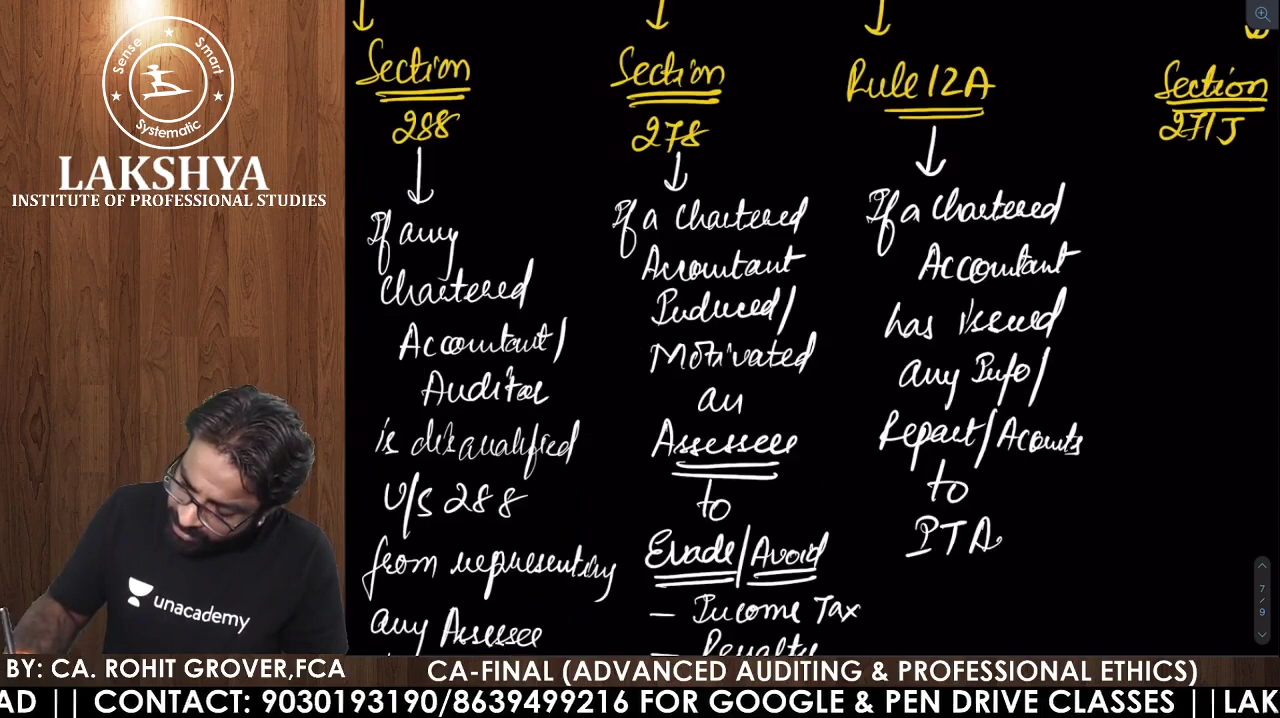 Sense
Smart
Systematic
LAKSHYA
INSTITUTE OF PROFESSIONAL STUDIES
Section
288
If any
Chartered
Accountant/
Auditor
is disqualified
U/S 288
from representing
any Assessee
Section
278
If a Chartered
Accountant
Induced/
Motivated
an
Assessee
to
Evade/Avoid
- Income Tax
- Penalty
Rule 12A
If a Chartered
Accountant
has issued
any Info/
Report/Accounts
to
ITA
Section
271J
unacademy
7
/
9
BY: CA. ROHIT GROVER,FCA
CA-FINAL (ADVANCED AUDITING & PROFESSIONAL ETHICS)
AD || CONTACT: 9030193190/8639499216 FOR GOOGLE & PEN DRIVE CLASSES ||LAK